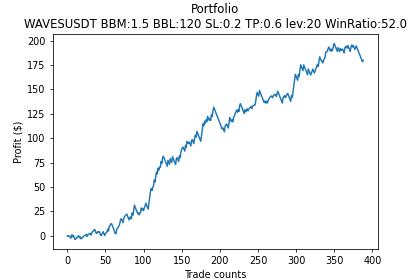 Portfolio
WAVESUSDT BBM:1.5 BBL:120 SL:0.2 TP:0.6 lev:20 WinRatio:52.0
200
175
150
125
100
75
50
25
0
Profit ($)
0 50 100 150 200 250 300 350 400
Trade counts